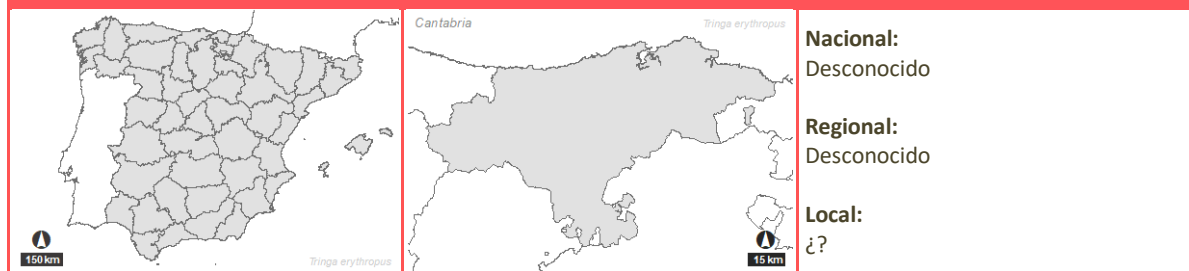 Cantabria
Tringa erythropus
150 km
Tringa erythropus
15 km
Nacional:
Desconocido
Regional:
Desconocido
Local:
¿?